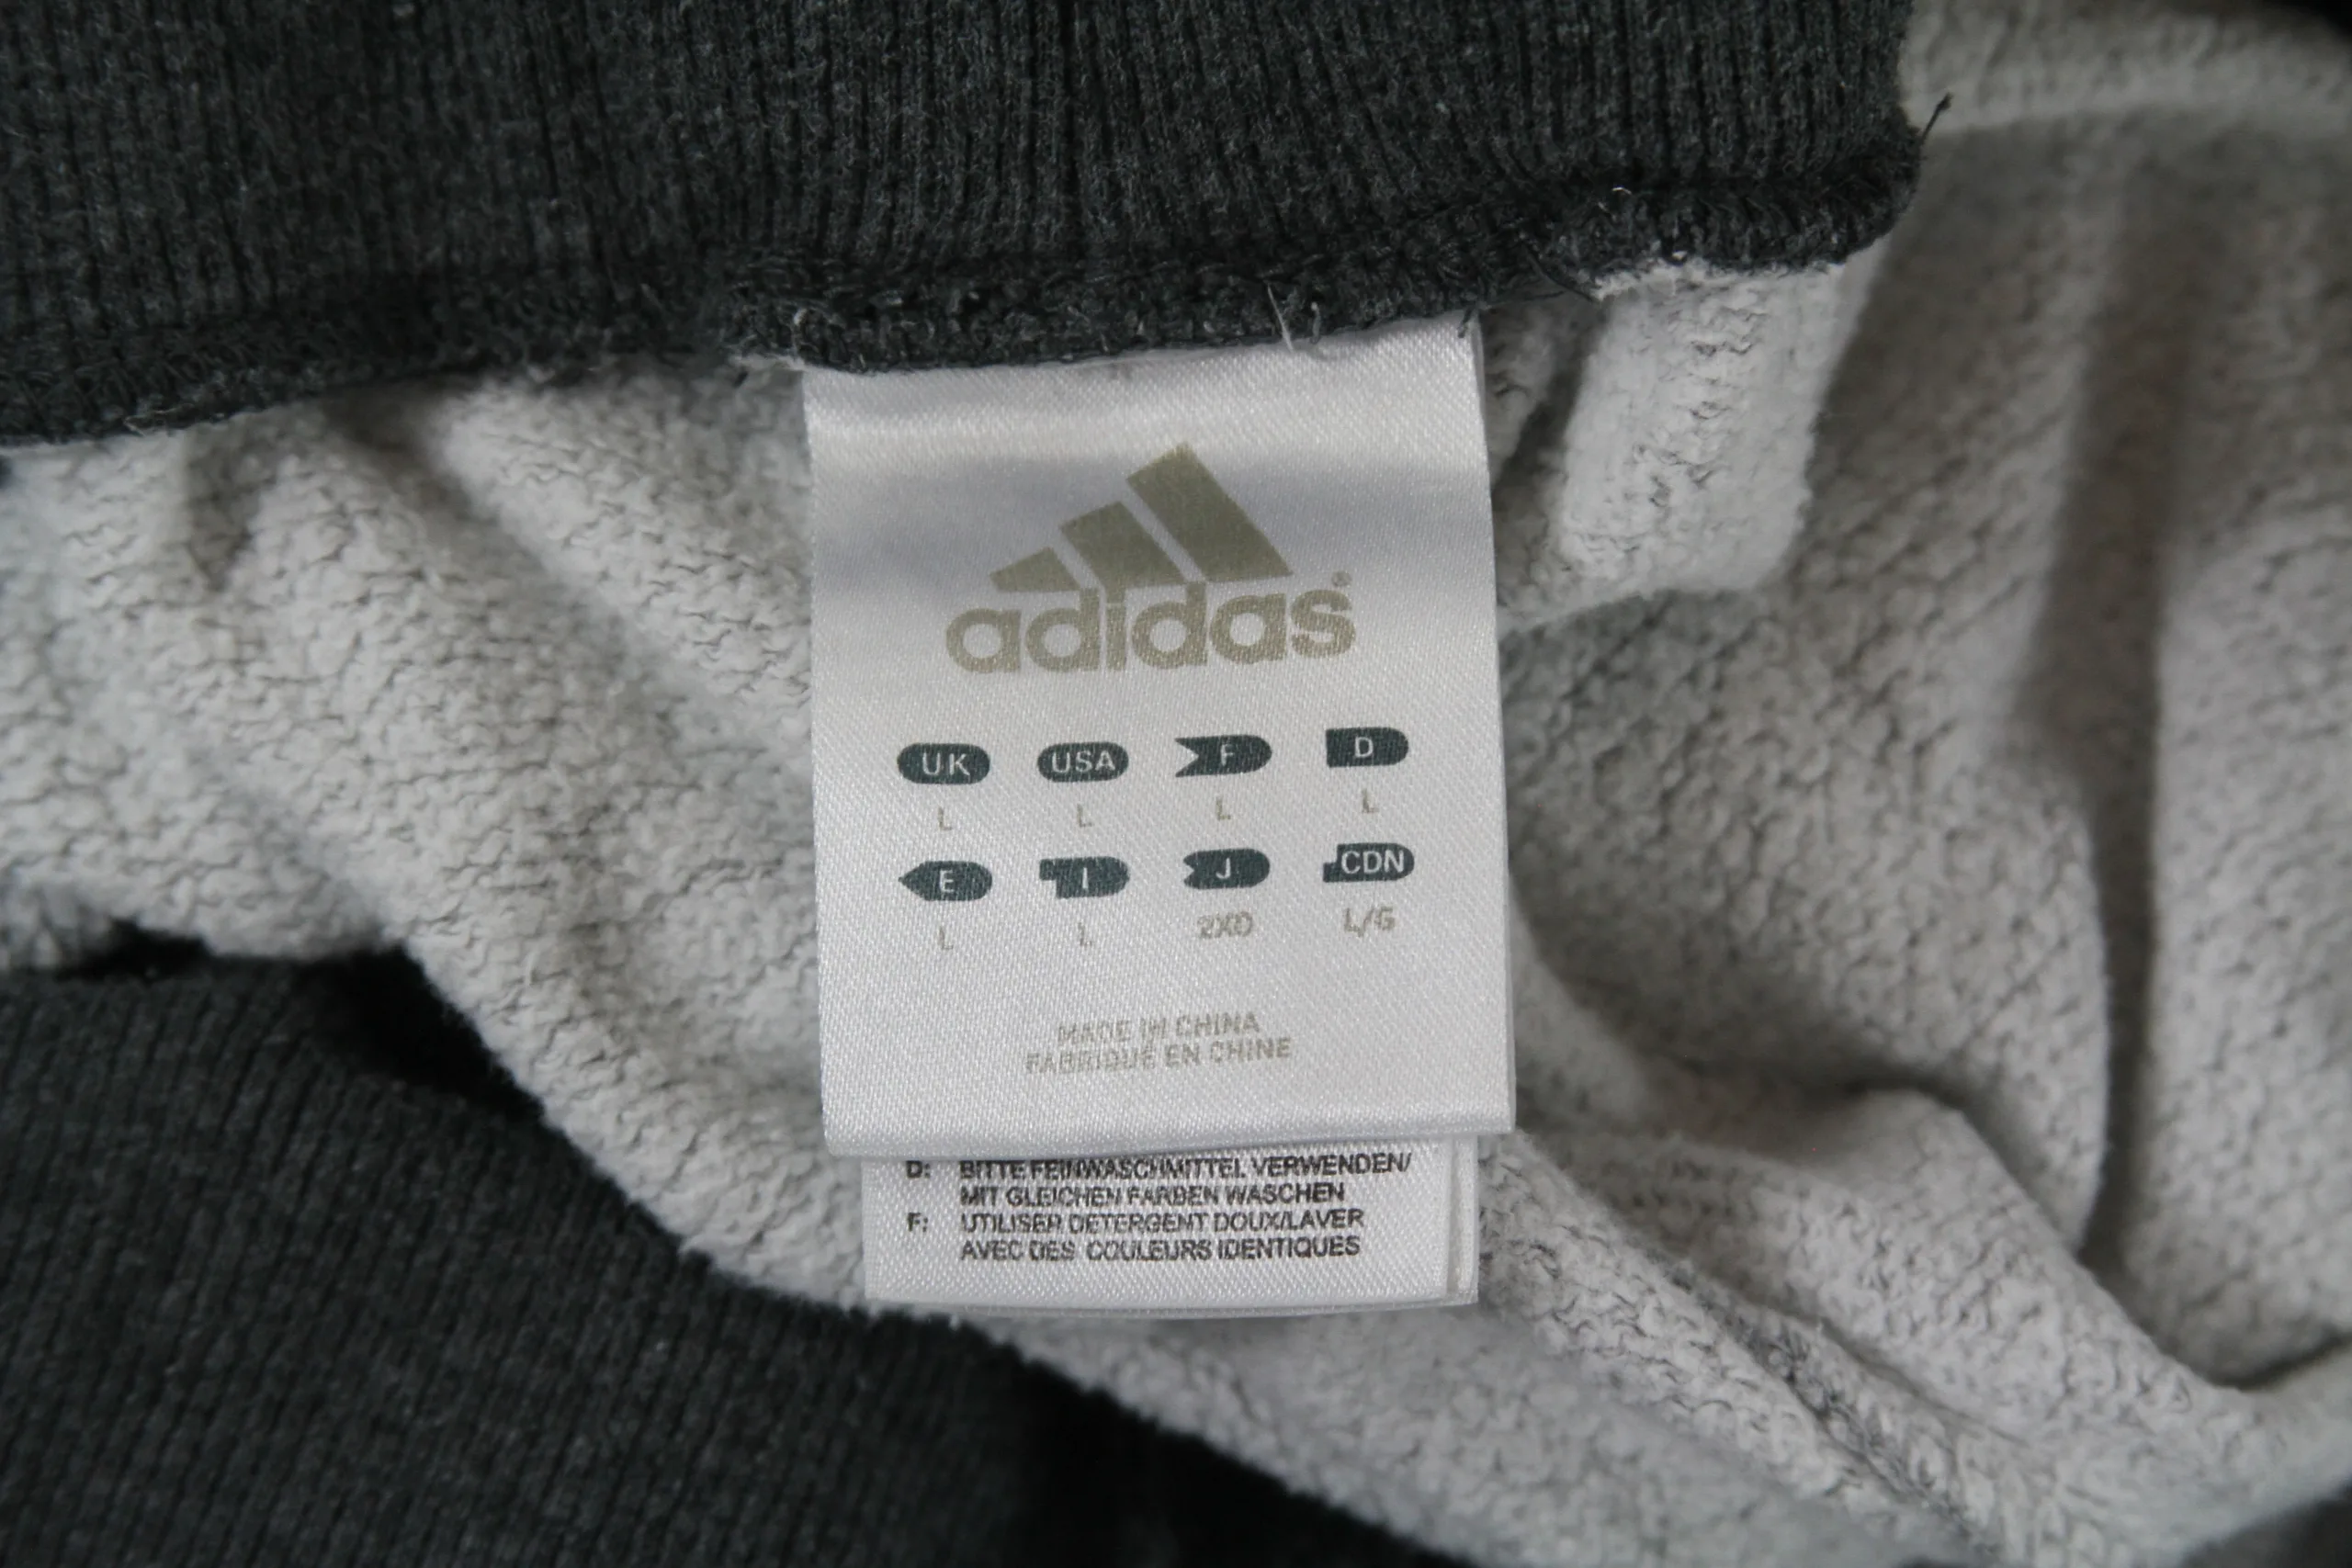 adidas®
UK USA F D
L L L L
E I J CDN
L L 2XO L/G
MADE IN CHINA
FABRIQUÉ EN CHINE
D: BITTE FEINWASCHMITTEL VERWENDEN/
MIT GLEICHEN FARBEN WASCHEN
F: UTILISER DETERGENT DOUX/LAVER
AVEC DES COULEURS IDENTIQUES